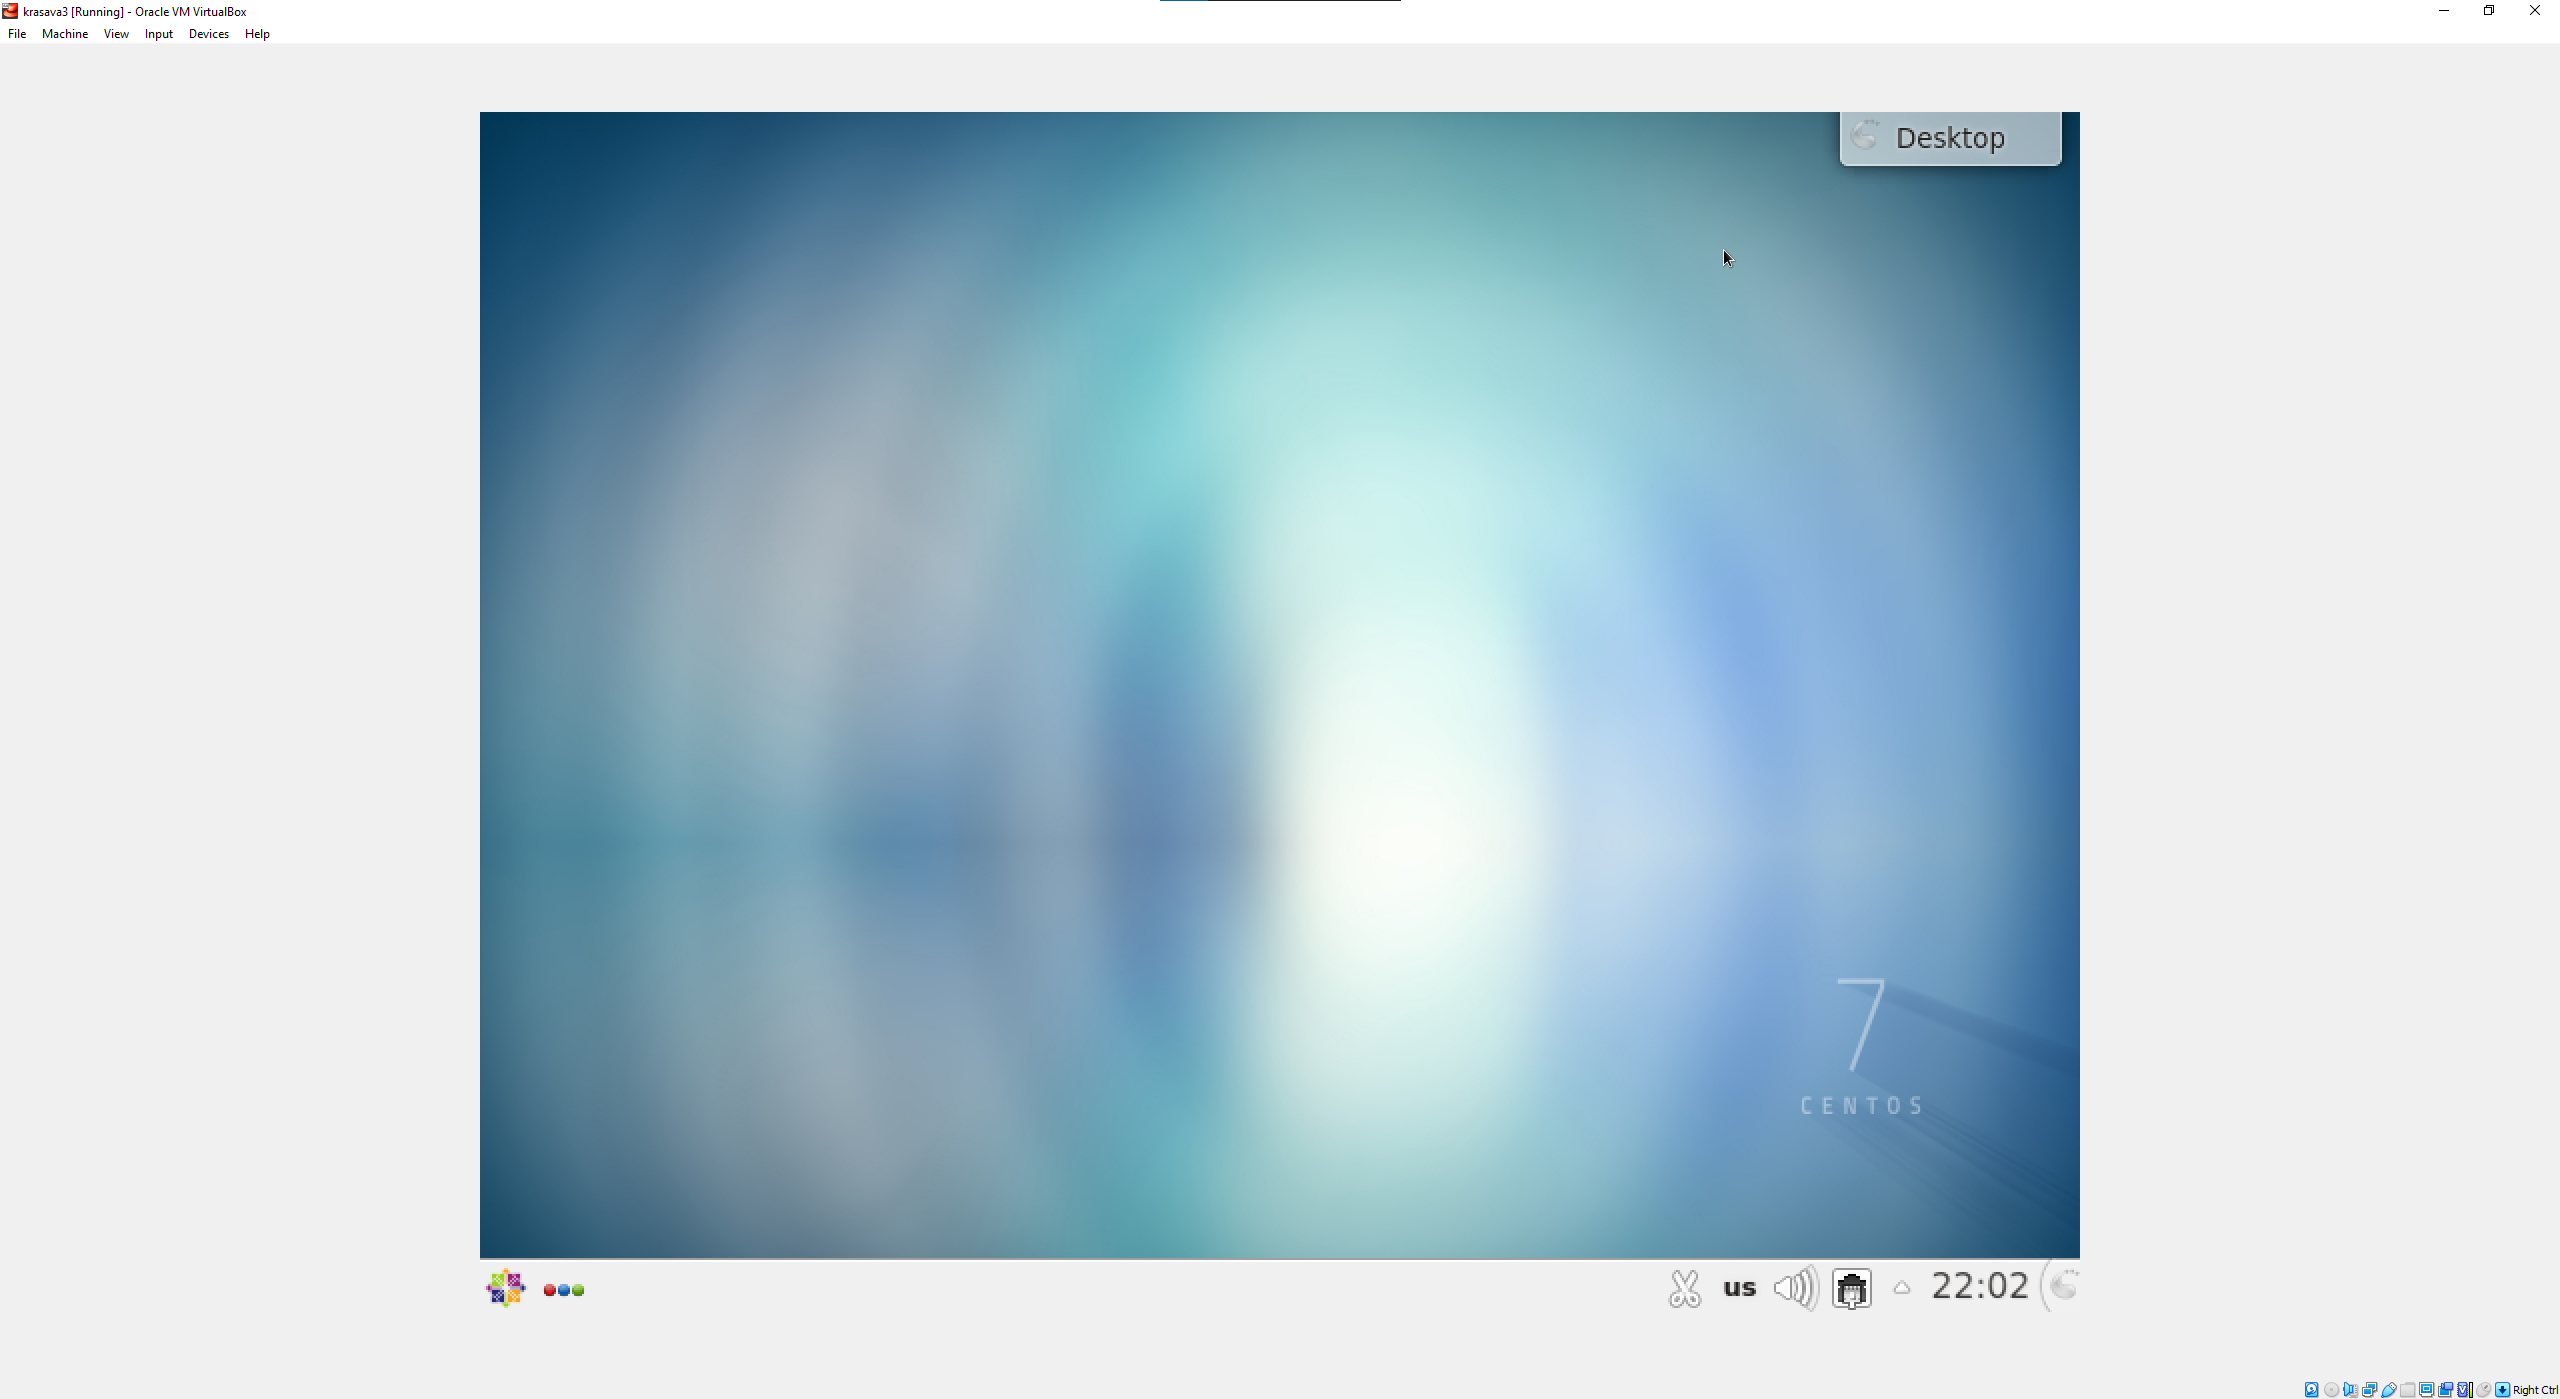 krasava3 [Running] - Oracle VM VirtualBox
File Machine View Input Devices Help
Desktop
7
CENTOS
us 22:02
Right Ctrl